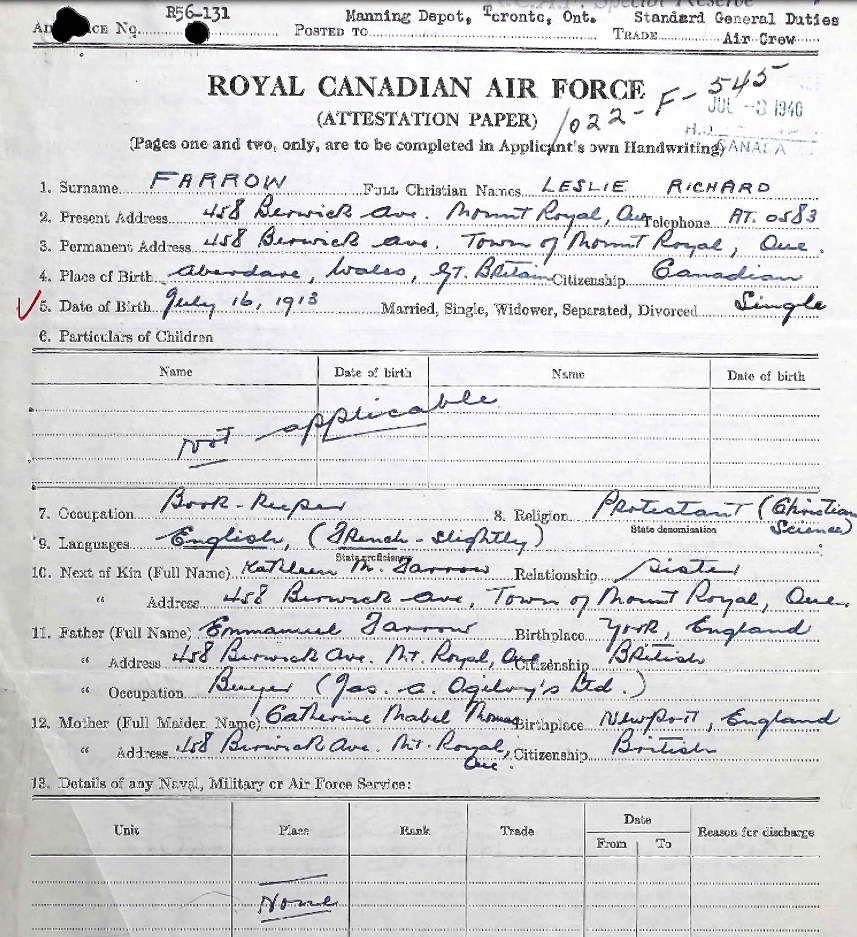 R56-131 Manning Depot, Toronto, Ont. Standard General Duties
No. POSTED TO TRADE Air Crew
ROYAL CANADIAN AIR FORCE
(ATTESTATION PAPER) 1022-F-545 JUL -3 1940
(Pages one and two, only, are to be completed in Applicant's own Handwriting)
1. Surname FARROW FULL Christian Names LESLIE RICHARD
2. Present Address 458 Berwick Ave. Mount Royal, Que Telephone AT. 0583
3. Permanent Address 458 Berwick Ave. Town of Mount Royal, Que.
4. Place of Birth Aberdare, Wales, GT. Britain Citizenship Canadian
5. Date of Birth July 16, 1913 Married, Single, Widower, Separated, Divorced Single
6. Particulars of Children
Name Date of birth Name Date of birth
Not applicable
7. Occupation Book-Keeper 8. Religion Protestant (Christian
State denomination Science)
9. Languages English, (French - slightly)
State proficiency
10. Next of Kin (Full Name) Kathleen M. Farrow Relationship Sister
" Address 458 Berwick Ave, Town of Mount Royal, Que.
11. Father (Full Name) Emmanuel Farrow Birthplace York, England
" Address 458 Berwick Ave. Mt. Royal, Que Citizenship British
" Occupation Buyer (Jas. A. Ogilvy's Ltd.)
12. Mother (Full Maiden Name) Catherine Mabel Thomas Birthplace Newport, England
" Address 458 Berwick Ave. Mt. Royal, Citizenship British
Que.
13. Details of any Naval, Military or Air Force Service:
Unit Place Rank Trade Date Reason for discharge
From To
None